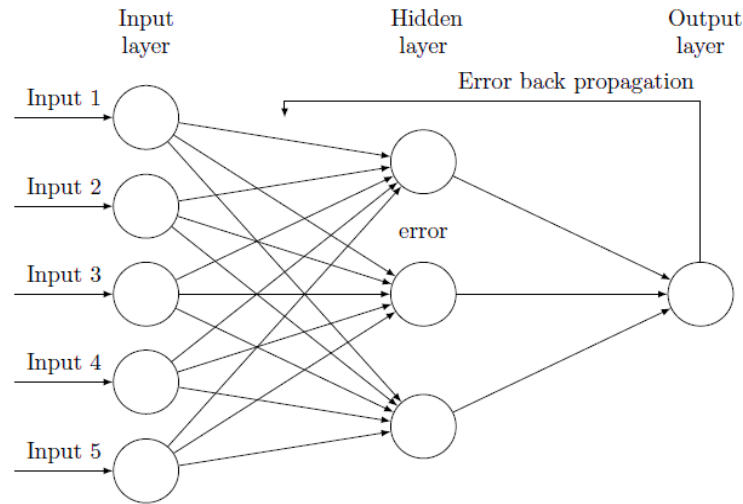 Input
layer
Hidden
layer
Output
layer
Error back propagation
Input 1
Input 2
error
Input 3
Input 4
Input 5